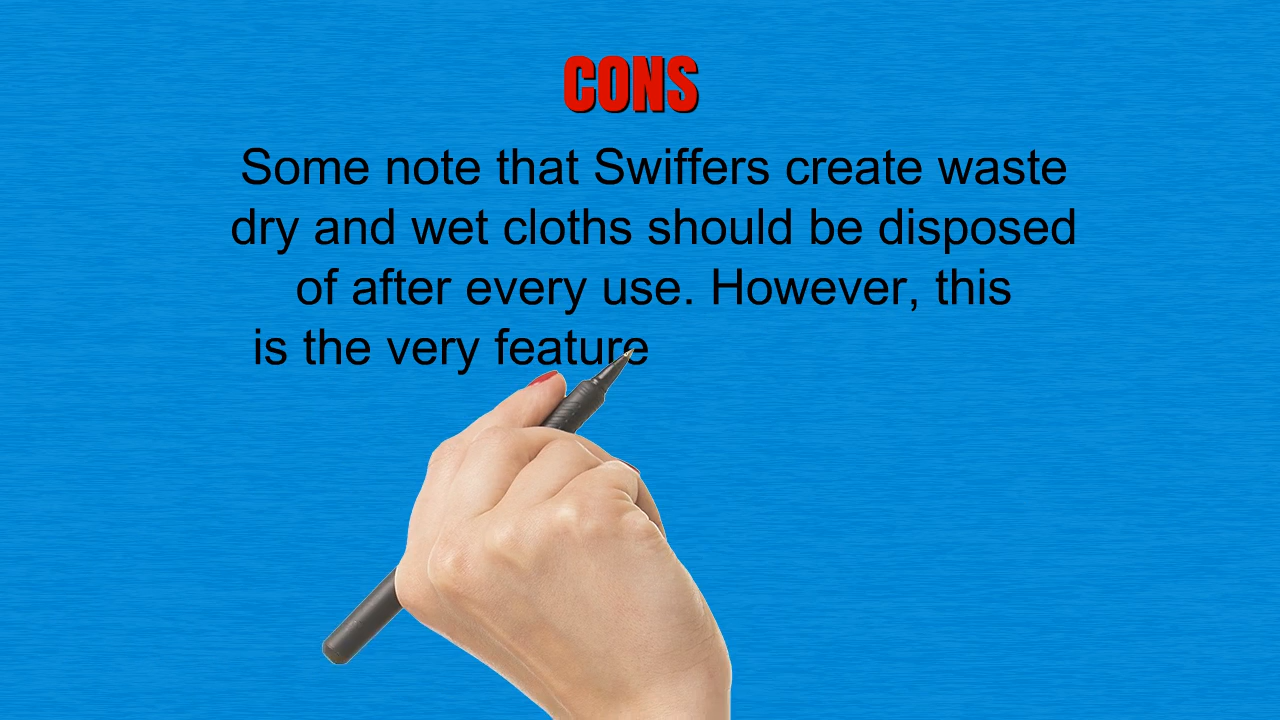 CONS
Some note that Swiffers create waste
dry and wet cloths should be disposed
of after every use. However, this
is the very feature